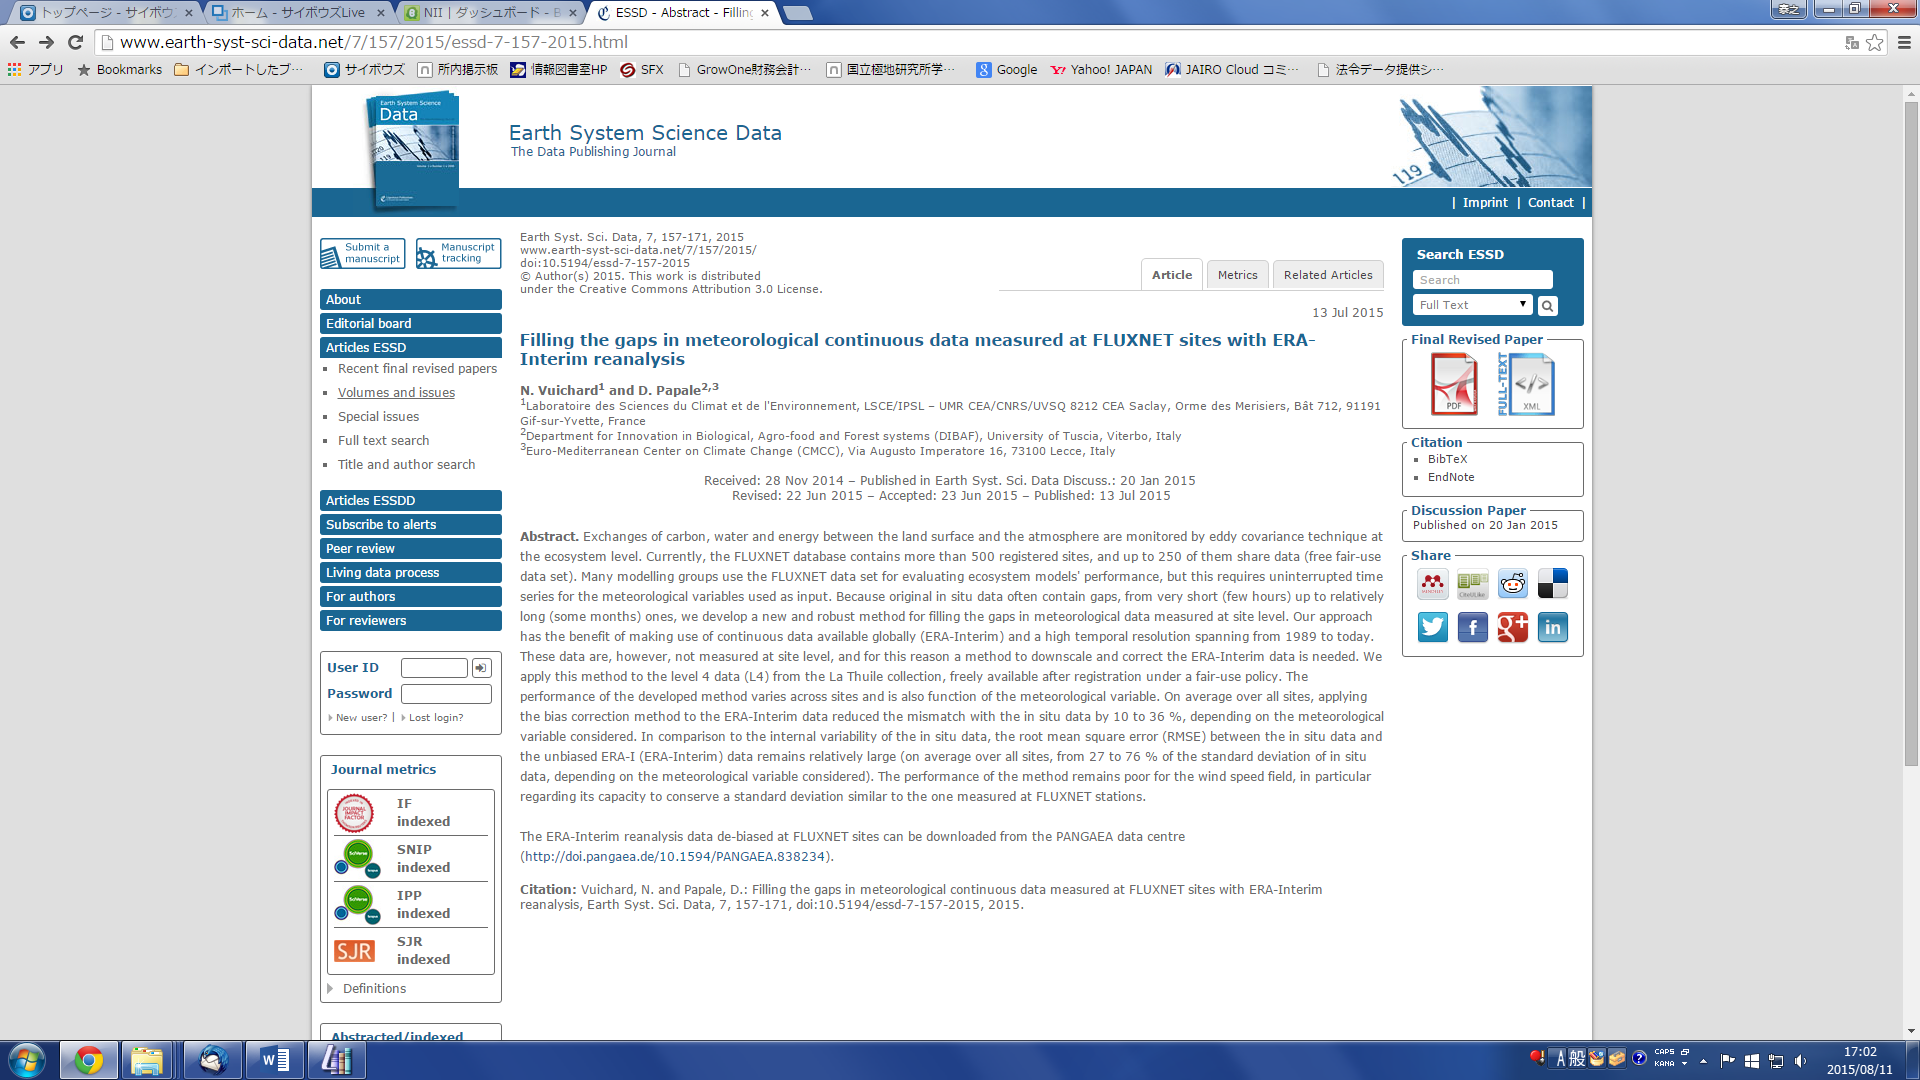 トップページ - サイボウズ
ホーム - サイボウズLive
NII | ダッシュボード - B
ESSD - Abstract - Filling
www.earth-syst-sci-data.net/7/157/2015/essd-7-157-2015.html
アプリ
Bookmarks
インポートしたブ…
サイボウズ
所内掲示板
情報図書室HP
SFX
GrowOne財務会計…
国立極地研究所学…
Google
Yahoo! JAPAN
JAIRO Cloud コミ…
法令データ提供シ…
Earth System Science
Data
Earth System Science Data
The Data Publishing Journal
119
| Imprint | Contact |
Submit a
manuscript
Manuscript
tracking
About
Editorial board
Articles ESSD
Recent final revised papers
Volumes and issues
Special issues
Full text search
Title and author search
Articles ESSDD
Subscribe to alerts
Peer review
Living data process
For authors
For reviewers
User ID
Password
New user? | Lost login?
Journal metrics
IF
indexed
SNIP
indexed
IPP
indexed
SJR
SJR
indexed
Definitions
Abstracted/indexed
Earth Syst. Sci. Data, 7, 157-171, 2015
www.earth-syst-sci-data.net/7/157/2015/
doi:10.5194/essd-7-157-2015
© Author(s) 2015. This work is distributed
under the Creative Commons Attribution 3.0 License.
Article
Metrics
Related Articles
13 Jul 2015
Filling the gaps in meteorological continuous data measured at FLUXNET sites with ERA-
Interim reanalysis
N. Vuichard1 and D. Papale2,3
1Laboratoire des Sciences du Climat et de l'Environnement, LSCE/IPSL – UMR CEA/CNRS/UVSQ 8212 CEA Saclay, Orme des Merisiers, Bât 712, 91191
Gif-sur-Yvette, France
2Department for Innovation in Biological, Agro-food and Forest systems (DIBAF), University of Tuscia, Viterbo, Italy
3Euro-Mediterranean Center on Climate Change (CMCC), Via Augusto Imperatore 16, 73100 Lecce, Italy
Received: 28 Nov 2014 – Published in Earth Syst. Sci. Data Discuss.: 20 Jan 2015
Revised: 22 Jun 2015 – Accepted: 23 Jun 2015 – Published: 13 Jul 2015
Abstract. Exchanges of carbon, water and energy between the land surface and the atmosphere are monitored by eddy covariance technique at
the ecosystem level. Currently, the FLUXNET database contains more than 500 registered sites, and up to 250 of them share data (free fair-use
data set). Many modelling groups use the FLUXNET data set for evaluating ecosystem models' performance, but this requires uninterrupted time
series for the meteorological variables used as input. Because original in situ data often contain gaps, from very short (few hours) up to relatively
long (some months) ones, we develop a new and robust method for filling the gaps in meteorological data measured at site level. Our approach
has the benefit of making use of continuous data available globally (ERA-Interim) and a high temporal resolution spanning from 1989 to today.
These data are, however, not measured at site level, and for this reason a method to downscale and correct the ERA-Interim data is needed. We
apply this method to the level 4 data (L4) from the La Thuile collection, freely available after registration under a fair-use policy. The
performance of the developed method varies across sites and is also function of the meteorological variable. On average over all sites, applying
the bias correction method to the ERA-Interim data reduced the mismatch with the in situ data by 10 to 36 %, depending on the meteorological
variable considered. In comparison to the internal variability of the in situ data, the root mean square error (RMSE) between the in situ data and
the unbiased ERA-I (ERA-Interim) data remains relatively large (on average over all sites, from 27 to 76 % of the standard deviation of in situ
data, depending on the meteorological variable considered). The performance of the method remains poor for the wind speed field, in particular
regarding its capacity to conserve a standard deviation similar to the one measured at FLUXNET stations.
The ERA-Interim reanalysis data de-biased at FLUXNET sites can be downloaded from the PANGAEA data centre
(http://doi.pangaea.de/10.1594/PANGAEA.838234).
Citation: Vuichard, N. and Papale, D.: Filling the gaps in meteorological continuous data measured at FLUXNET sites with ERA-Interim
reanalysis, Earth Syst. Sci. Data, 7, 157-171, doi:10.5194/essd-7-157-2015, 2015.
Search ESSD
Search
Full Text
Final Revised Paper
PDF
FULL-TEXT
XML
Citation
BibTeX
EndNote
Discussion Paper
Published on 20 Jan 2015
Share
A 般
CAPS
KANA
17:02
2015/08/11